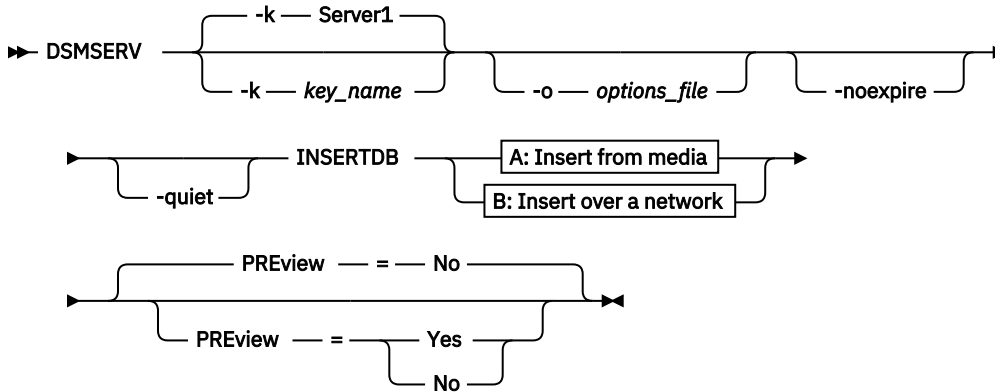 -k Server1
DSMSERV
-k key_name
-o options_file
-noexpire
INSERTDB
A: Insert from media
-quiet
B: Insert over a network
PREview = No
PREview = Yes
No